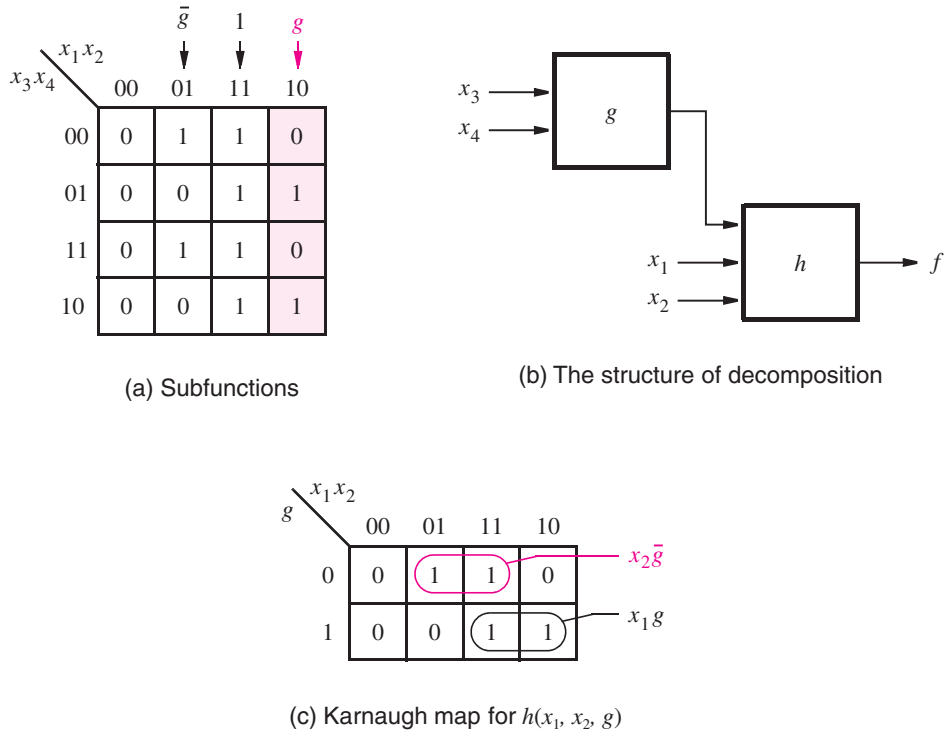 g̅ 1 g
x₁x₂
x₃x₄
00 01 11 10
00 0 1 1 0
01 0 0 1 1
11 0 1 1 0
10 0 0 1 1
(a) Subfunctions
x₃
x₄
g
x₁
x₂
h
f
(b) The structure of decomposition
x₁x₂
g
00 01 11 10
0 0 1 1 0
x₂g̅
1 0 0 1 1
x₁g
(c) Karnaugh map for h(x₁, x₂, g)